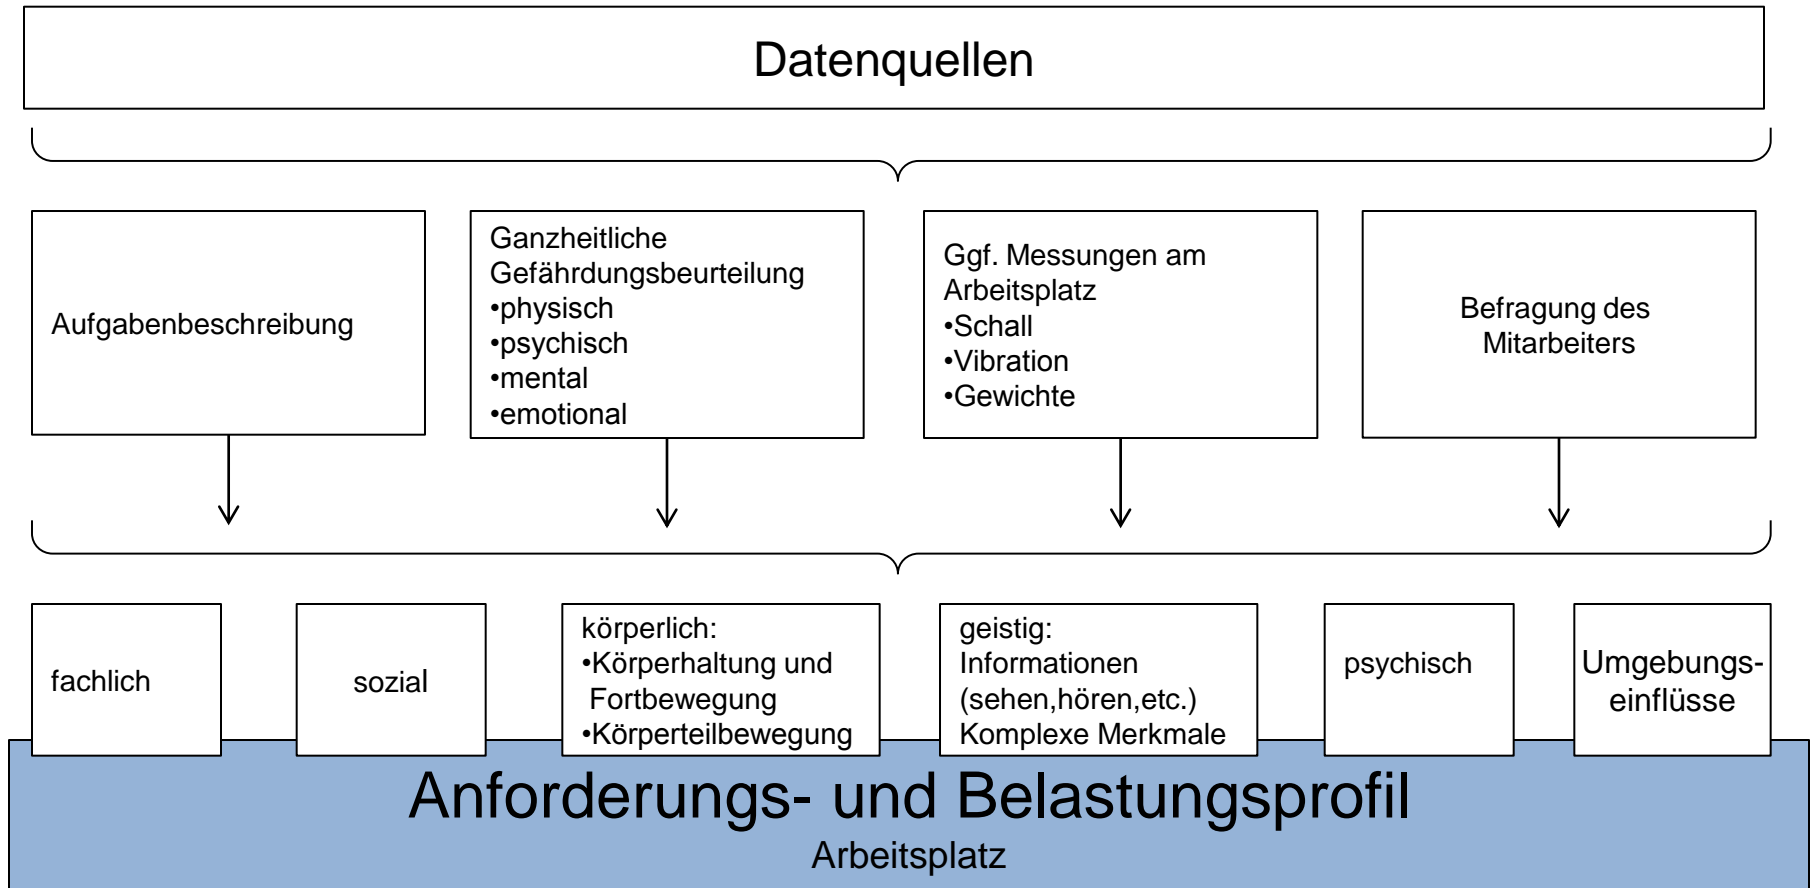 Datenquellen
Aufgabenbeschreibung
Ganzheitliche
Gefährdungsbeurteilung
•physisch
•psychisch
•mental
•emotional
Ggf. Messungen am
Arbeitsplatz
•Schall
•Vibration
•Gewichte
Befragung des
Mitarbeiters
fachlich
sozial
körperlich:
•Körperhaltung und
Fortbewegung
•Körperteilbewegung
geistig:
Informationen
(sehen,hören,etc.)
Komplexe Merkmale
psychisch
Umgebungs-
einflüsse
Anforderungs- und Belastungsprofil
Arbeitsplatz